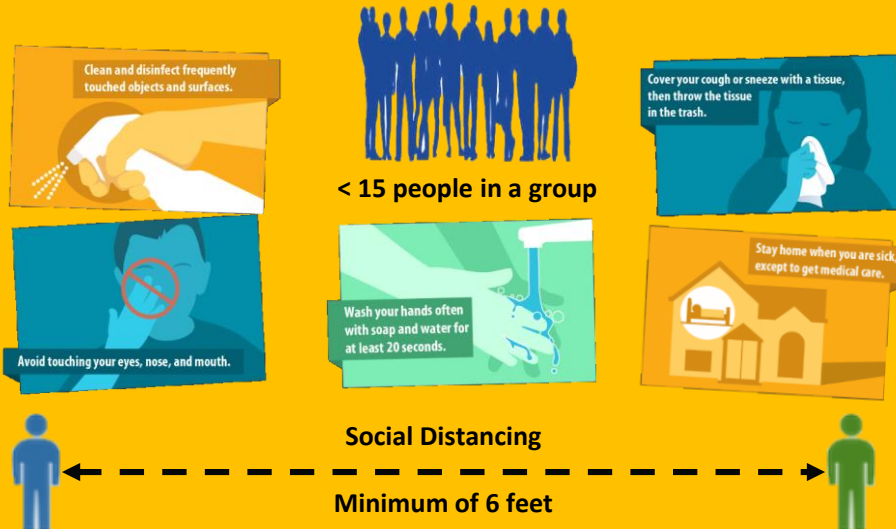 Clean and disinfect frequently
touched objects and surfaces.
< 15 people in a group
Cover your cough or sneeze with a tissue,
then throw the tissue
in the trash.
Avoid touching your eyes, nose, and mouth.
Wash your hands often
with soap and water for
at least 20 seconds.
Stay home when you are sick,
except to get medical care.
Social Distancing
Minimum of 6 feet